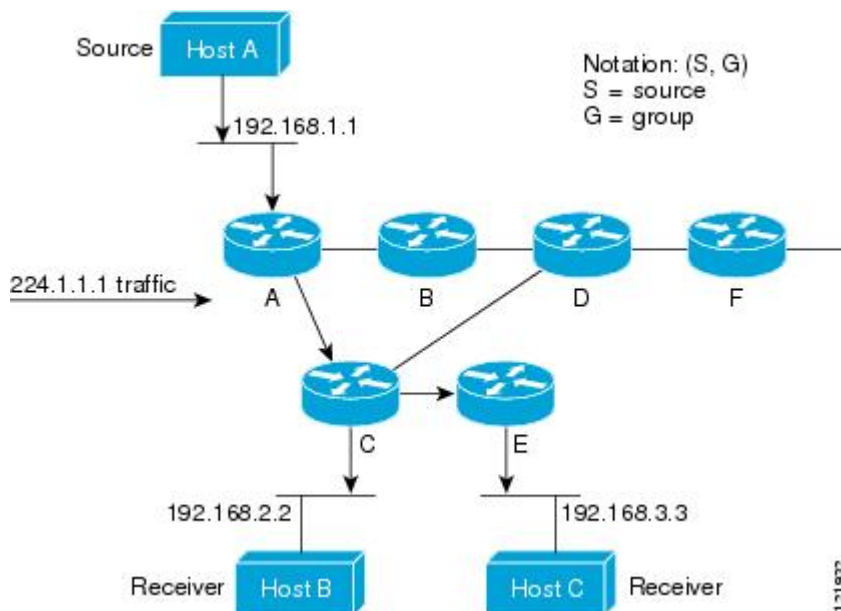 Source
Host A
Notation: (S, G)
S = source
G = group
192.168.1.1
224.1.1.1 traffic
A
B
D
F
C
E
192.168.2.2
192.168.3.3
Receiver
Host B
Host C
Receiver